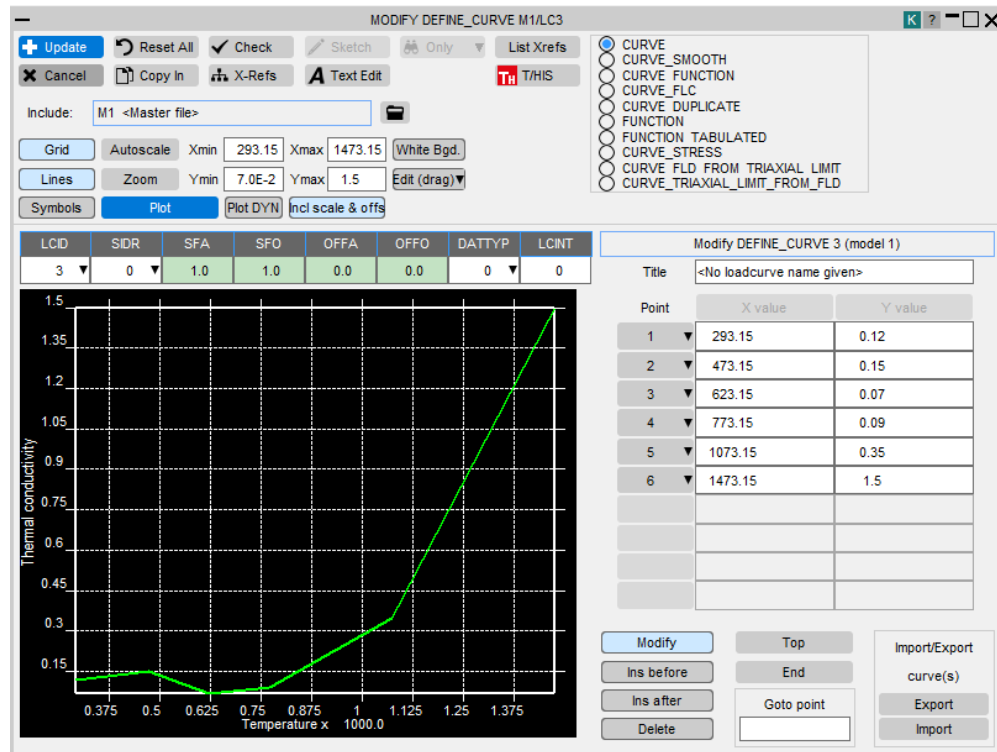 MODIFY DEFINE_CURVE M1/LC3
K ?
Update Reset All Check Sketch Only List Xrefs
Cancel Copy In X-Refs A Text Edit TH T/HIS
CURVE
CURVE_SMOOTH
CURVE_FUNCTION
CURVE_FLC
CURVE_DUPLICATE
FUNCTION
FUNCTION_TABULATED
CURVE_STRESS
CURVE_FLD_FROM_TRIAXIAL_LIMIT
CURVE_TRIAXIAL_LIMIT_FROM_FLD
Include: M1 <Master file>
Grid Autoscale Xmin 293.15 Xmax 1473.15 White Bgd.
Lines Zoom Ymin 7.0E-2 Ymax 1.5 Edit (drag)
Symbols Plot Plot DYN Incl scale & offs
LCID SIDR SFA SFO OFFA OFFO DATTYP LCINT
3 0 1.0 1.0 0.0 0.0 0 0
1.5
1.35
1.2
1.05
0.9
0.75
0.6
0.45
0.3
0.15
Thermal conductivity
0.375 0.5 0.625 0.75 0.875 1 1.125 1.25 1.375
Temperature x 1000.0
Modify DEFINE_CURVE 3 (model 1)
Title <No loadcurve name given>
Point X value Y value
1 293.15 0.12
2 473.15 0.15
3 623.15 0.07
4 773.15 0.09
5 1073.15 0.35
6 1473.15 1.5
Modify Top
Ins before End
Ins after Goto point
Delete
Import/Export
curve(s)
Export
Import